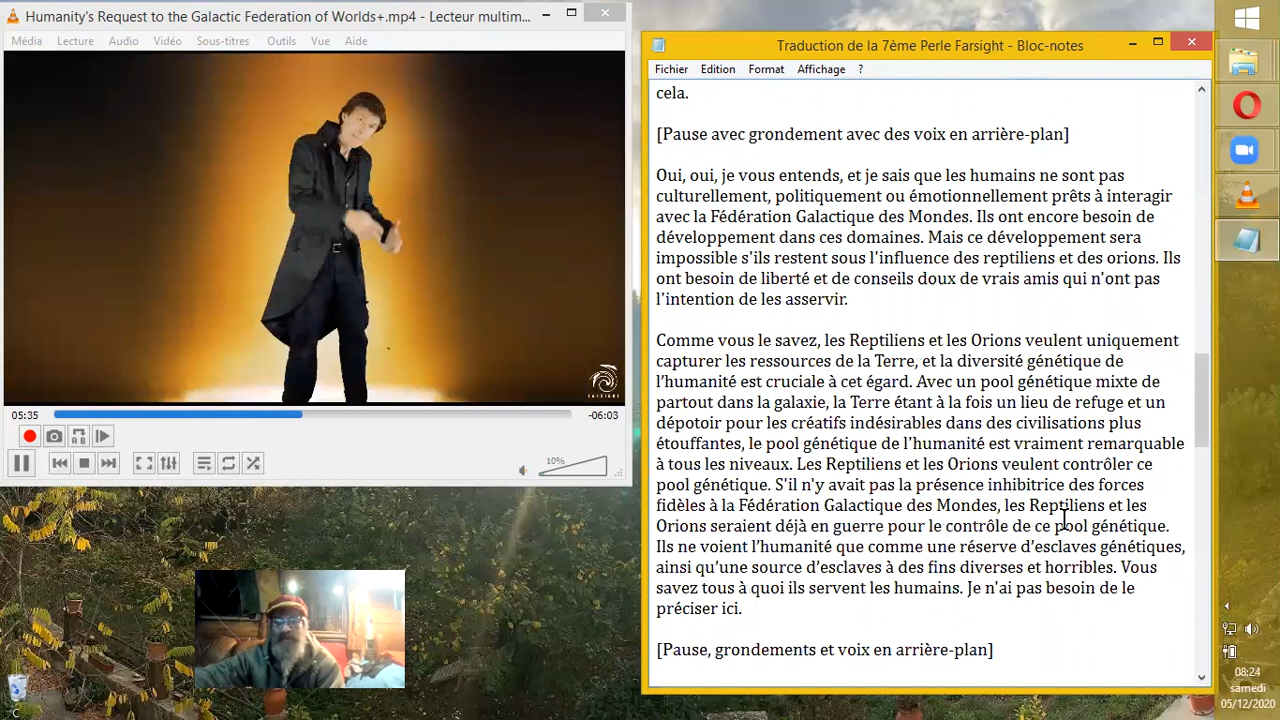 Humanity's Request to the Galactic Federation of Worlds+.mp4 - Lecteur multim...
Média Lecture Audio Vidéo Sous-titres Outils Vue Aide
FARSIGHT
05:35
-06:03
10%
Traduction de la 7ème Perle Farsight - Bloc-notes
Fichier Edition Format Affichage ?
cela.
[Pause avec grondement avec des voix en arrière-plan]
Oui, oui, je vous entends, et je sais que les humains ne sont pas
culturellement, politiquement ou émotionnellement prêts à interagir
avec la Fédération Galactique des Mondes. Ils ont encore besoin de
développement dans ces domaines. Mais ce développement sera
impossible s'ils restent sous l'influence des reptiliens et des orions. Ils
ont besoin de liberté et de conseils doux de vrais amis qui n'ont pas
l'intention de les asservir.
Comme vous le savez, les Reptiliens et les Orions veulent uniquement
capturer les ressources de la Terre, et la diversité génétique de
l’humanité est cruciale à cet égard. Avec un pool génétique mixte de
partout dans la galaxie, la Terre étant à la fois un lieu de refuge et un
dépotoir pour les créatifs indésirables dans des civilisations plus
étouffantes, le pool génétique de l'humanité est vraiment remarquable
à tous les niveaux. Les Reptiliens et les Orions veulent contrôler ce
pool génétique. S'il n'y avait pas la présence inhibitrice des forces
fidèles à la Fédération Galactique des Mondes, les Reptiliens et les
Orions seraient déjà en guerre pour le contrôle de ce pool génétique.
Ils ne voient l’humanité que comme une réserve d’esclaves génétiques,
ainsi qu’une source d’esclaves à des fins diverses et horribles. Vous
savez tous à quoi ils servent les humains. Je n'ai pas besoin de le
préciser ici.
[Pause, grondements et voix en arrière-plan]
C
08:24
samedi
05/12/2020